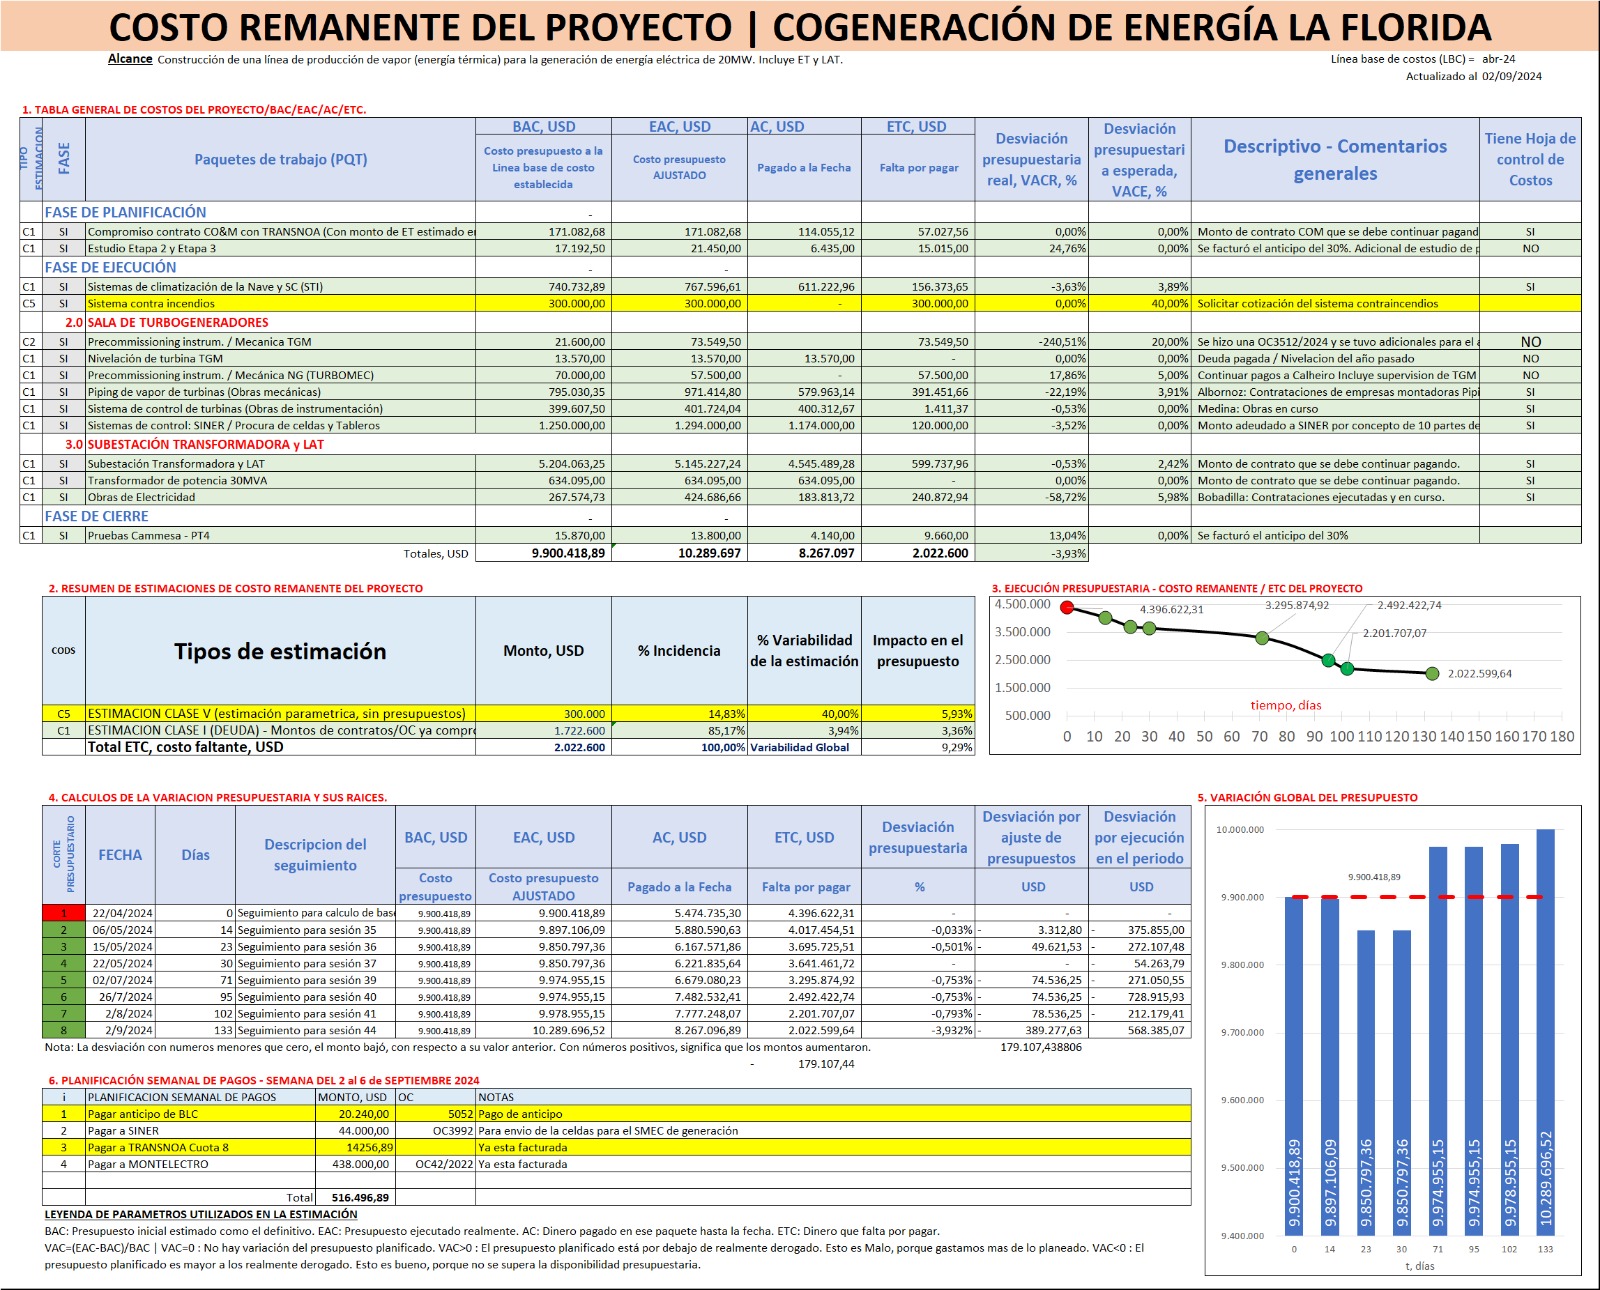 COSTO REMANENTE DEL PROYECTO | COGENERACIÓN DE ENERGÍA LA FLORIDA
Alcance Construcción de una línea de producción de vapor (energía térmica) para la generación de energía eléctrica de 20MW. Incluye ET y LAT.
Línea base de costos (LBC) = abr-24
Actualizado al 02/09/2024
1. TABLA GENERAL DE COSTOS DEL PROYECTO/BAC/EAC/AC/ETC.
TIPO ESTIMACION | FASE | Paquetes de trabajo (PQT) | BAC, USD | EAC, USD | AC, USD | ETC, USD | Desviación presupuestaria real, VACR, % | Desviación presupuestari a esperada, VACE, % | Descriptivo - Comentarios generales | Tiene Hoja de control de Costos
Costo presupuesto a la Linea base de costo establecida | Costo presupuesto AJUSTADO | Pagado a la Fecha | Falta por pagar
FASE DE PLANIFICACIÓN -
C1 SI Compromiso contrato CO&M con TRANSNOA (Con monto de ET estimado en 171.082,68 171.082,68 114.055,12 57.027,56 0,00% 0,00% Monto de contrato COM que se debe continuar pagand SI
C1 SI Estudio Etapa 2 y Etapa 3 17.192,50 21.450,00 6.435,00 15.015,00 24,76% 0,00% Se facturó el anticipo del 30%. Adicional de estudio de p NO
FASE DE EJECUCIÓN - -
C1 SI Sistemas de climatización de la Nave y SC (STI) 740.732,89 767.596,61 611.222,96 156.373,65 -3,63% 3,89% SI
C5 SI Sistema contra incendios 300.000,00 300.000,00 - 300.000,00 0,00% 40,00% Solicitar cotización del sistema contraincendios
2.0 SALA DE TURBOGENERADORES
C2 SI Precommissioning instrum. / Mecanica TGM 21.600,00 73.549,50 73.549,50 -240,51% 20,00% Se hizo una OC3512/2024 y se tuvo adicionales para el a NO
C1 SI Nivelación de turbina TGM 13.570,00 13.570,00 13.570,00 - 0,00% 0,00% Deuda pagada / Nivelacion del año pasado NO
C1 SI Precommissioning instrum. / Mecánica NG (TURBOMEC) 70.000,00 57.500,00 - 57.500,00 17,86% 5,00% Continuar pagos a Calheiro Incluye supervision de TGM NO
C1 SI Piping de vapor de turbinas (Obras mecánicas) 795.030,35 971.414,80 579.963,14 391.451,66 -22,19% 3,91% Albornoz: Contrataciones de empresas montadoras Pipi SI
C1 SI Sistema de control de turbinas (Obras de instrumentación) 399.607,50 401.724,04 400.312,67 1.411,37 -0,53% 0,00% Medina: Obras en curso SI
C1 SI Sistemas de control: SINER / Procura de celdas y Tableros 1.250.000,00 1.294.000,00 1.174.000,00 120.000,00 -3,52% 0,00% Monto adeudado a SINER por concepto de 10 partes de SI
3.0 SUBESTACIÓN TRANSFORMADORA y LAT
C1 SI Subestación Transformadora y LAT 5.204.063,25 5.145.227,24 4.545.489,28 599.737,96 -0,53% 2,42% Monto de contrato que se debe continuar pagando. SI
C1 SI Transformador de potencia 30MVA 634.095,00 634.095,00 634.095,00 - 0,00% 0,00% Monto de contrato que se debe continuar pagando. SI
C1 SI Obras de Electricidad 267.574,73 424.686,66 183.813,72 240.872,94 -58,72% 5,98% Bobadilla: Contrataciones ejecutadas y en curso. SI
FASE DE CIERRE - -
C1 SI Pruebas Cammesa - PT4 15.870,00 13.800,00 4.140,00 9.660,00 13,04% 0,00% Se facturó el anticipo del 30%
Totales, USD 9.900.418,89 10.289.697 8.267.097 2.022.600 -3,93%
2. RESUMEN DE ESTIMACIONES DE COSTO REMANENTE DEL PROYECTO
CODS | Tipos de estimación | Monto, USD | % Incidencia | % Variabilidad de la estimación | Impacto en el presupuesto
C5 ESTIMACION CLASE V (estimación parametrica, sin presupuestos) 300.000 14,83% 40,00% 5,93%
C1 ESTIMACION CLASE I (DEUDA) - Montos de contratos/OC ya compro 1.722.600 85,17% 3,94% 3,36%
Total ETC, costo faltante, USD 2.022.600 100,00% Variabilidad Global 9,29%
3. EJECUCIÓN PRESUPUESTARIA - COSTO REMANENTE / ETC DEL PROYECTO
4.500.000
3.500.000
2.500.000
1.500.000
500.000
4.396.622,31
3.295.874,92
2.492.422,74
2.201.707,07
2.022.599,64
tiempo, días
0 10 20 30 40 50 60 70 80 90 100 110 120 130 140 150 160 170 180
4. CALCULOS DE LA VARIACION PRESUPUESTARIA Y SUS RAICES.
CORTE PRESUPUESTARIO | FECHA | Días | Descripcion del seguimiento | BAC, USD | EAC, USD | AC, USD | ETC, USD | Desviación presupuestaria | Desviación por ajuste de presupuestos | Desviación por ejecución en el periodo
Costo presupuesto | Costo presupuesto AJUSTADO | Pagado a la Fecha | Falta por pagar | % | USD | USD
1 22/04/2024 0 Seguimiento para calculo de base 9.900.418,89 9.900.418,89 5.474.735,30 4.396.622,31 - - -
2 06/05/2024 14 Seguimiento para sesión 35 9.900.418,89 9.897.106,09 5.880.590,63 4.017.454,51 -0,033% - 3.312,80 - 375.855,00
3 15/05/2024 23 Seguimiento para sesión 36 9.900.418,89 9.850.797,36 6.167.571,86 3.695.725,51 -0,501% - 49.621,53 - 272.107,48
4 22/05/2024 30 Seguimiento para sesión 37 9.900.418,89 9.850.797,36 6.221.835,64 3.641.461,72 - - - 54.263,79
5 02/07/2024 71 Seguimiento para sesión 39 9.900.418,89 9.974.955,15 6.679.080,23 3.295.874,92 -0,753% - 74.536,25 - 271.050,55
6 26/7/2024 95 Seguimiento para sesión 40 9.900.418,89 9.974.955,15 7.482.532,41 2.492.422,74 -0,753% - 74.536,25 - 728.915,93
7 2/8/2024 102 Seguimiento para sesión 41 9.900.418,89 9.978.955,15 7.777.248,07 2.201.707,07 -0,793% - 78.536,25 - 212.179,41
8 2/9/2024 133 Seguimiento para sesión 44 9.900.418,89 10.289.696,52 8.267.096,89 2.022.599,64 -3,932% - 389.277,63 568.385,07
Nota: La desviación con numeros menores que cero, el monto bajó, con respecto a su valor anterior. Con números positivos, significa que los montos aumentaron. 179.107,438806
- 179.107,44
5. VARIACIÓN GLOBAL DEL PRESUPUESTO
10.000.000
9.900.000
9.800.000
9.700.000
9.600.000
9.500.000
9.400.000
9.900.418,89
9.900.418,89 9.897.106,09 9.850.797,36 9.850.797,36 9.974.955,15 9.974.955,15 9.978.955,15 10.289.696,52
0 14 23 30 71 95 102 133
t, días
6. PLANIFICACIÓN SEMANAL DE PAGOS - SEMANA DEL 2 al 6 de SEPTIEMBRE 2024
i PLANIFICACION SEMANAL DE PAGOS MONTO, USD OC NOTAS
1 Pagar anticipo de BLC 20.240,00 5052 Pago de anticipo
2 Pagar a SINER 44.000,00 OC3992 Para envio de la celdas para el SMEC de generación
3 Pagar a TRANSNOA Cuota 8 14256,89 Ya esta facturada
4 Pagar a MONTELECTRO 438.000,00 OC42/2022 Ya esta facturada
Total 516.496,89
LEYENDA DE PARAMETROS UTILIZADOS EN LA ESTIMACIÓN
BAC: Presupuesto inicial estimado como el definitivo. EAC: Presupuesto ejecutado realmente. AC: Dinero pagado en ese paquete hasta la fecha. ETC: Dinero que falta por pagar.
VAC=(EAC-BAC)/BAC | VAC=0 : No hay variación del presupuesto planificado. VAC>0 : El presupuesto planificado está por debajo de realmente derogado. Esto es Malo, porque gastamos mas de lo planeado. VAC<0 : El
presupuesto planificado es mayor a los realmente derogado. Esto es bueno, porque no se supera la disponibilidad presupuestaria.